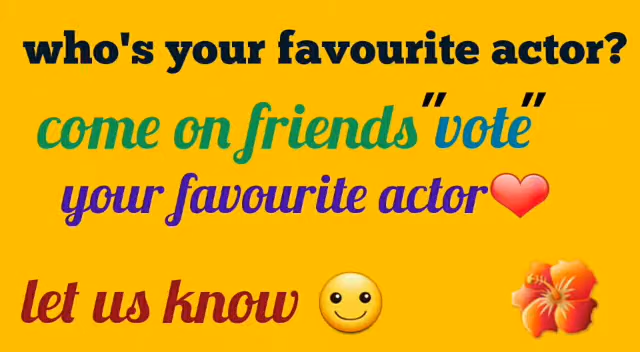 who's your favourite actor?
come on friends "vote"
your favourite actor❤
let us know 🙂